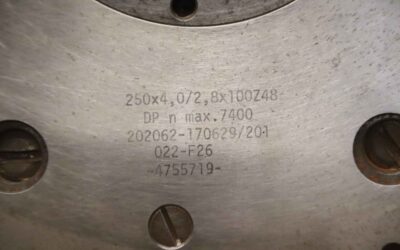 250x4,0/2,8x100Z48
DP n max.7400
202062-170629/201
022-F26
-4755719-